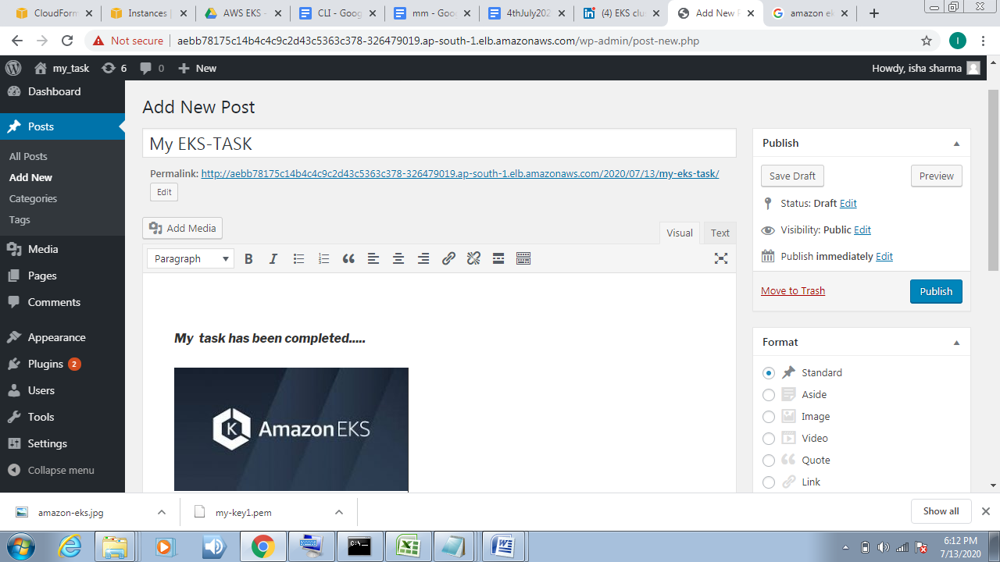 CloudForm
Instances |
AWS EKS -
CLI - Goog
mm - Goo
4thJuly202
(4) EKS clu
Add New P
amazon ek
Not secure | aebb78175c14b4c4c9c2d43c5363c378-326479019.ap-south-1.elb.amazonaws.com/wp-admin/post-new.php
I
my_task 6 0 New
Howdy, isha sharma
Dashboard
Posts
All Posts
Add New
Categories
Tags
Media
Pages
Comments
Appearance
Plugins 2
Users
Tools
Settings
Collapse menu
Add New Post
My EKS-TASK
Permalink: http://aebb78175c14b4c4c9c2d43c5363c378-326479019.ap-south-1.elb.amazonaws.com/2020/07/13/my-eks-task/
Edit
Add Media
Visual Text
Paragraph B I
My task has been completed.....
K Amazon EKS
Publish
Save Draft Preview
Status: Draft Edit
Visibility: Public Edit
Publish immediately Edit
Move to Trash Publish
Format
Standard
Aside
Image
Video
Quote
Link
amazon-eks.jpg
my-key1.pem
Show all
6:12 PM
7/13/2020